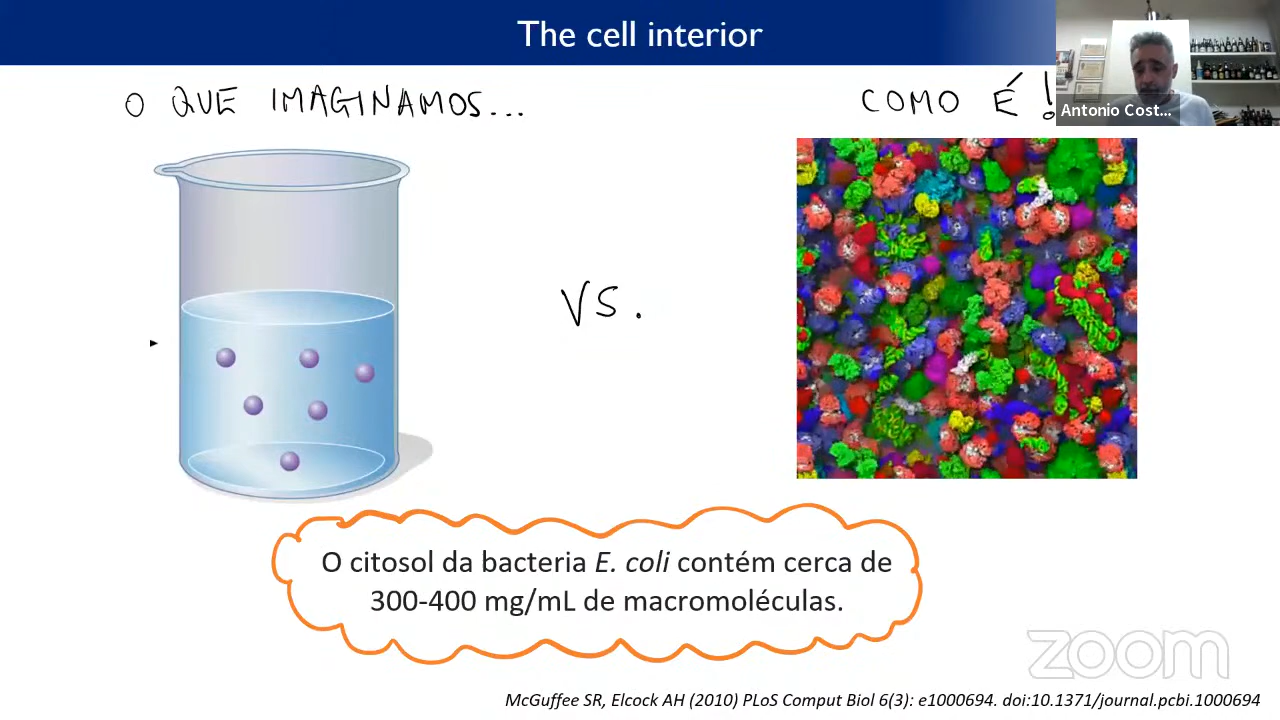 The cell interior
O QUE IMAGINAMOS...
COMO É!
Antonio Cost...
VS.
O citosol da bacteria E. coli contém cerca de
300-400 mg/mL de macromoléculas.
zoom
McGuffee SR, Elcock AH (2010) PLoS Comput Biol 6(3): e1000694. doi:10.1371/journal.pcbi.1000694